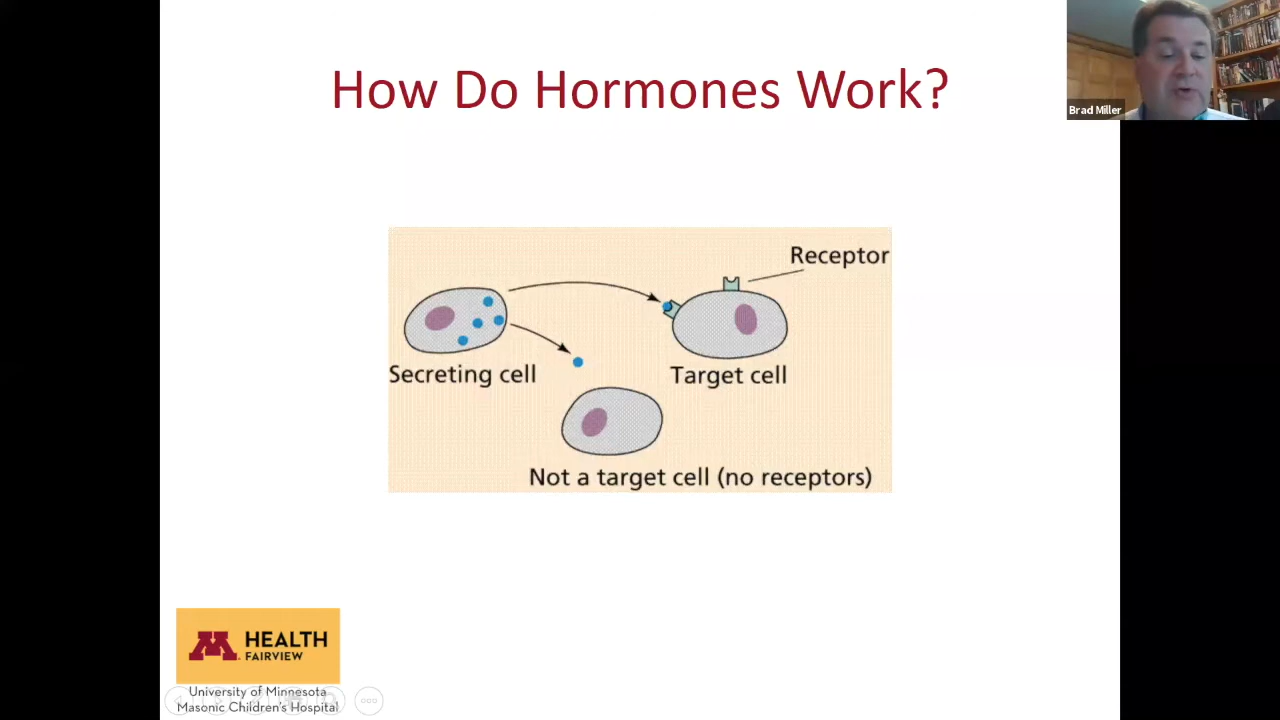 How Do Hormones Work?
Brad Miller
Receptor
Secreting cell
Target cell
Not a target cell (no receptors)
M HEALTH
FAIRVIEW
University of Minnesota
Masonic Children's Hospital